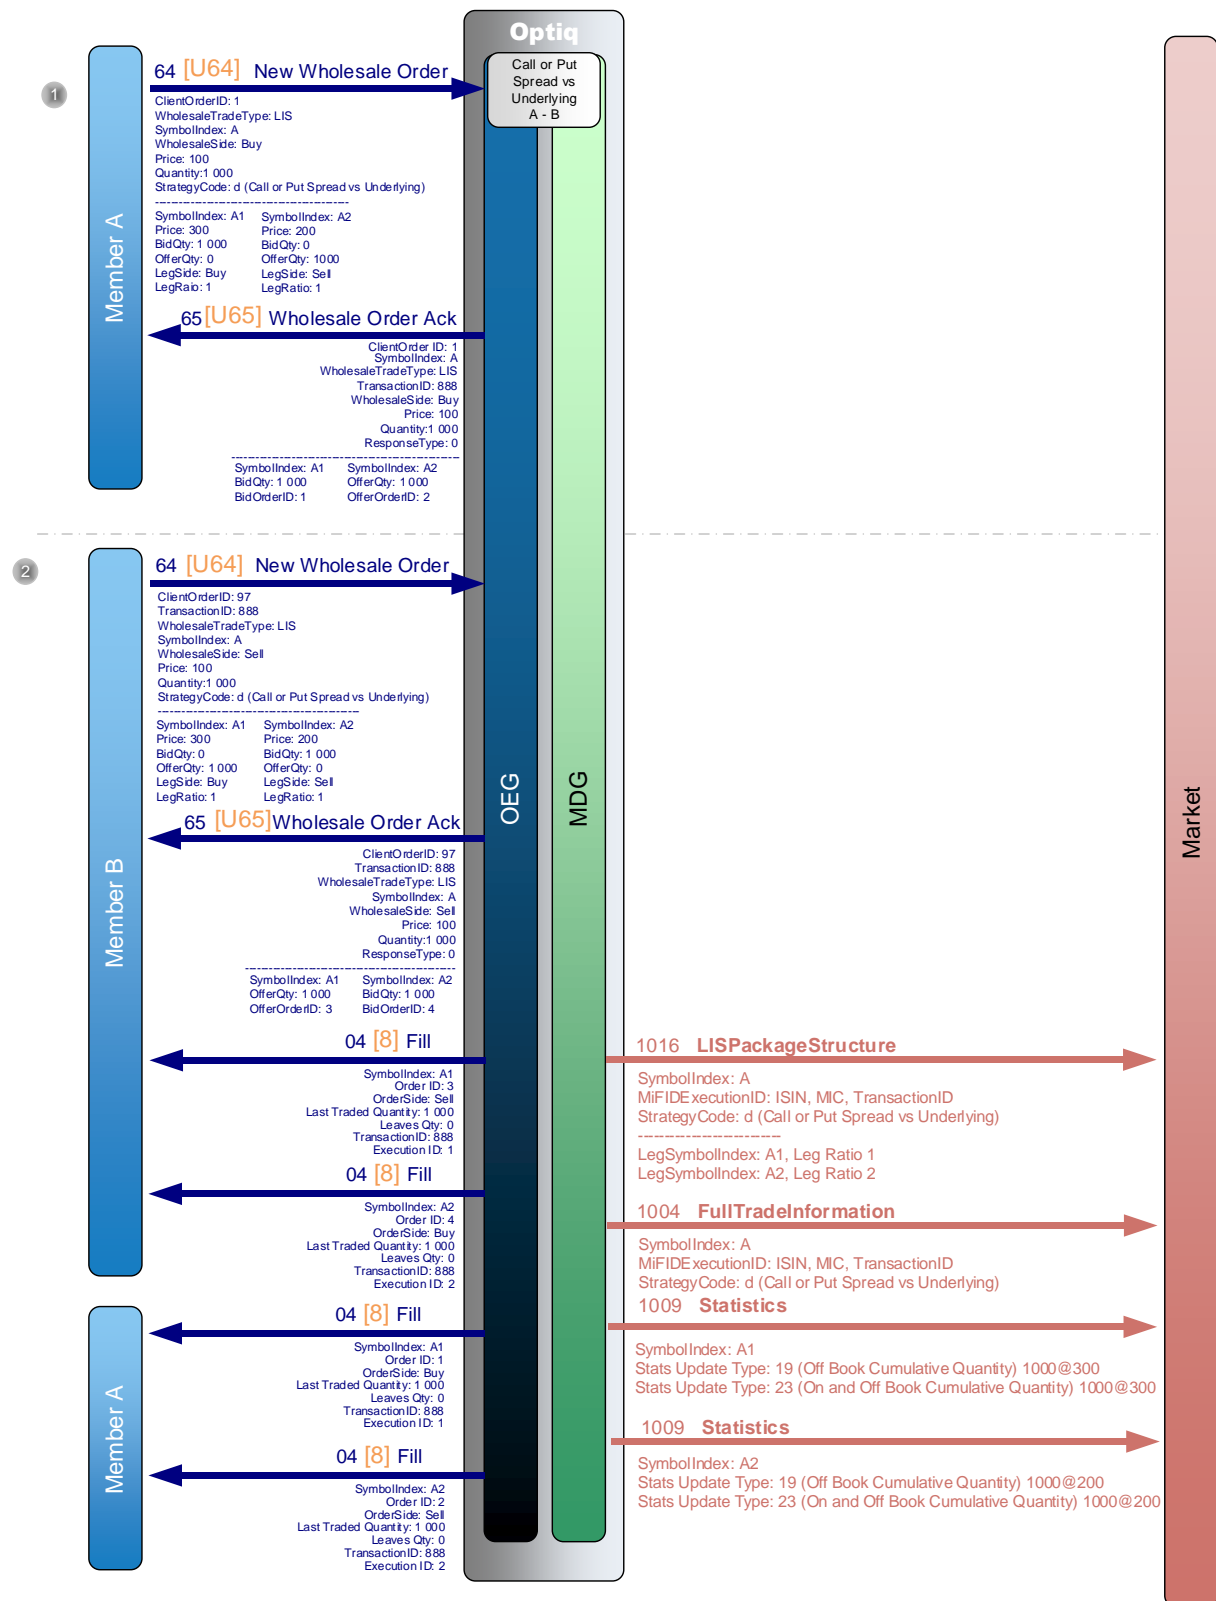 Optiq
Call or Put
Spread vs
Underlying
A - B
1
Member A
64 [U64] New Wholesale Order
ClientOrderID: 1
WholesaleTradeType: LIS
SymbolIndex: A
WholesaleSide: Buy
Price: 100
Quantity:1 000
StrategyCode: d (Call or Put Spread vs Underlying)
------------------------------------------------
SymbolIndex: A1 SymbolIndex: A2
Price: 300 Price: 200
BidQty: 1 000 BidQty: 0
OfferQty: 0 OfferQty: 1000
LegSide: Buy LegSide: Sell
LegRaio: 1 LegRatio: 1
65 [U65] Wholesale Order Ack
ClientOrder ID: 1
SymbolIndex: A
WholesaleTradeType: LIS
TransactionID: 888
WholesaleSide: Buy
Price: 100
Quantity:1 000
ResponseType: 0
------------------------------------------------
SymbolIndex: A1 SymbolIndex: A2
BidQty: 1 000 OfferQty: 1 000
BidOrderID: 1 OfferOrderID: 2
2
Member B
64 [U64] New Wholesale Order
ClientOrderID: 97
TransactionID: 888
WholesaleTradeType: LIS
SymbolIndex: A
WholesaleSide: Sell
Price: 100
Quantity:1 000
StrategyCode: d (Call or Put Spread vs Underlying)
------------------------------------------------
SymbolIndex: A1 SymbolIndex: A2
Price: 300 Price: 200
BidQty: 0 BidQty: 1 000
OfferQty: 1 000 OfferQty: 0
LegSide: Buy LegSide: Sell
LegRatio: 1 LegRatio: 1
65 [U65] Wholesale Order Ack
ClientOrderID: 97
TransactionID: 888
WholesaleTradeType: LIS
SymbolIndex: A
WholesaleSide: Sell
Price: 100
Quantity:1 000
ResponseType: 0
------------------------------------------------
SymbolIndex: A1 SymbolIndex: A2
OfferQty: 1 000 BidQty: 1 000
OfferOrderID: 3 BidOrderID: 4
04 [8] Fill
SymbolIndex: A1
Order ID: 3
OrderSide: Sell
Last Traded Quantity: 1 000
Leaves Qty: 0
TransactionID: 888
Execution ID: 1
04 [8] Fill
SymbolIndex: A2
Order ID: 4
OrderSide: Buy
Last Traded Quantity: 1 000
Leaves Qty: 0
TransactionID: 888
Execution ID: 2
Member A
04 [8] Fill
SymbolIndex: A1
Order ID: 1
OrderSide: Buy
Last Traded Quantity: 1 000
Leaves Qty: 0
TransactionID: 888
Execution ID: 1
04 [8] Fill
SymbolIndex: A2
Order ID: 2
OrderSide: Sell
Last Traded Quantity: 1 000
Leaves Qty: 0
TransactionID: 888
Execution ID: 2
OEG
MDG
1016 LISPackageStructure
SymbolIndex: A
MiFIDExecutionID: ISIN, MIC, TransactionID
StrategyCode: d (Call or Put Spread vs Underlying)
----------------------------
LegSymbolIndex: A1, Leg Ratio 1
LegSymbolIndex: A2, Leg Ratio 2
1004 FullTradeInformation
SymbolIndex: A
MiFIDExecutionID: ISIN, MIC, TransactionID
StrategyCode: d (Call or Put Spread vs Underlying)
1009 Statistics
SymbolIndex: A1
Stats Update Type: 19 (Off Book Cumulative Quantity) 1000@300
Stats Update Type: 23 (On and Off Book Cumulative Quantity) 1000@300
1009 Statistics
SymbolIndex: A2
Stats Update Type: 19 (Off Book Cumulative Quantity) 1000@200
Stats Update Type: 23 (On and Off Book Cumulative Quantity) 1000@200
Market